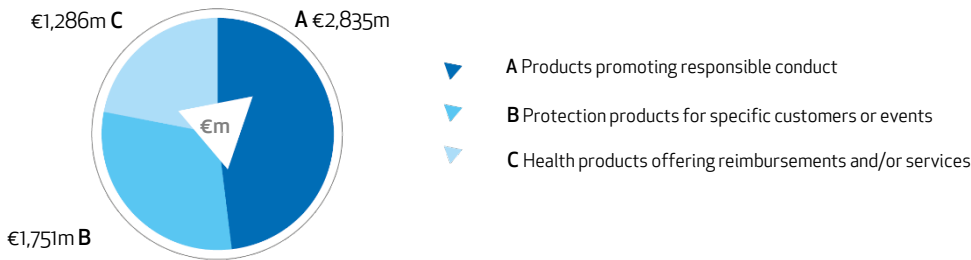 €1,286m C
A €2,835m
€m
€1,751m B
A Products promoting responsible conduct
B Protection products for specific customers or events
C Health products offering reimbursements and/or services